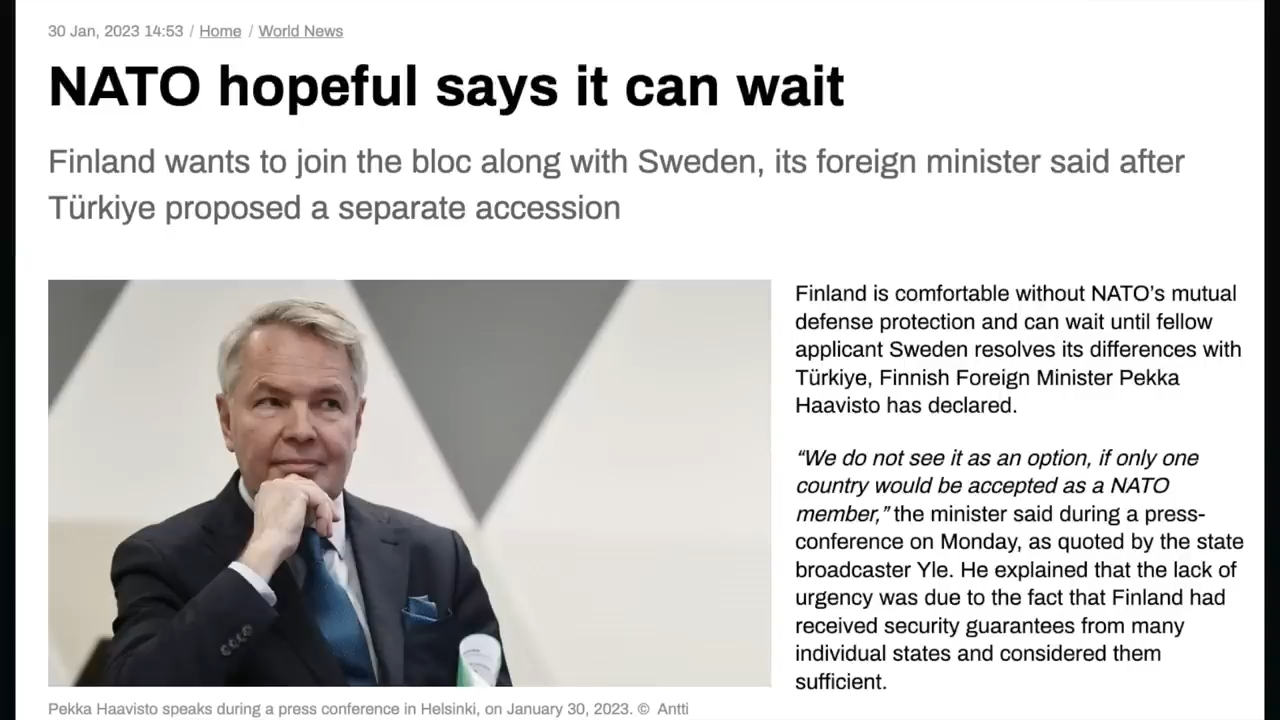 30 Jan, 2023 14:53 / Home / World News
NATO hopeful says it can wait
Finland wants to join the bloc along with Sweden, its foreign minister said after
Türkiye proposed a separate accession
Finland is comfortable without NATO’s mutual
defense protection and can wait until fellow
applicant Sweden resolves its differences with
Türkiye, Finnish Foreign Minister Pekka
Haavisto has declared.
“We do not see it as an option, if only one
country would be accepted as a NATO
member,” the minister said during a press-
conference on Monday, as quoted by the state
broadcaster Yle. He explained that the lack of
urgency was due to the fact that Finland had
received security guarantees from many
individual states and considered them
sufficient.
Pekka Haavisto speaks during a press conference in Helsinki, on January 30, 2023. © Antti